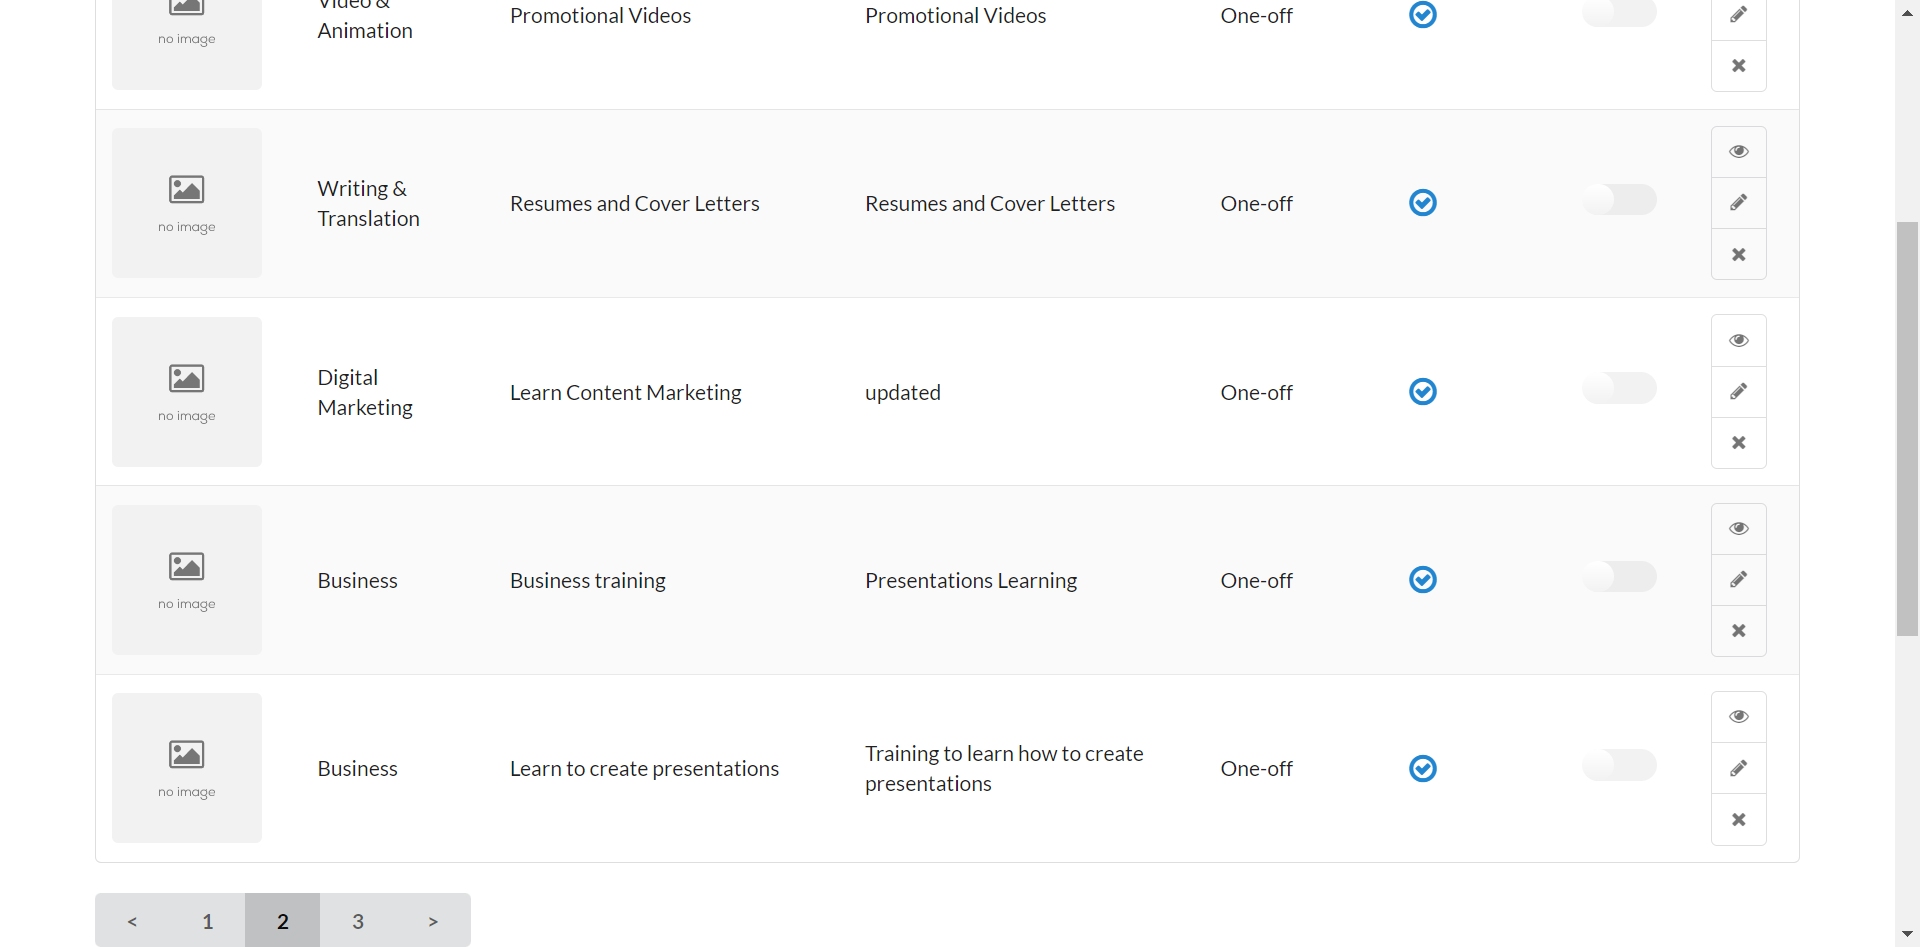 Video &
Animation
Promotional Videos
Promotional Videos
One-off
no image
Writing &
Translation
Resumes and Cover Letters
Resumes and Cover Letters
One-off
no image
Digital
Marketing
Learn Content Marketing
updated
One-off
no image
Business
Business training
Presentations Learning
One-off
no image
Business
Learn to create presentations
Training to learn how to create
presentations
One-off
no image
< 1 2 3 >